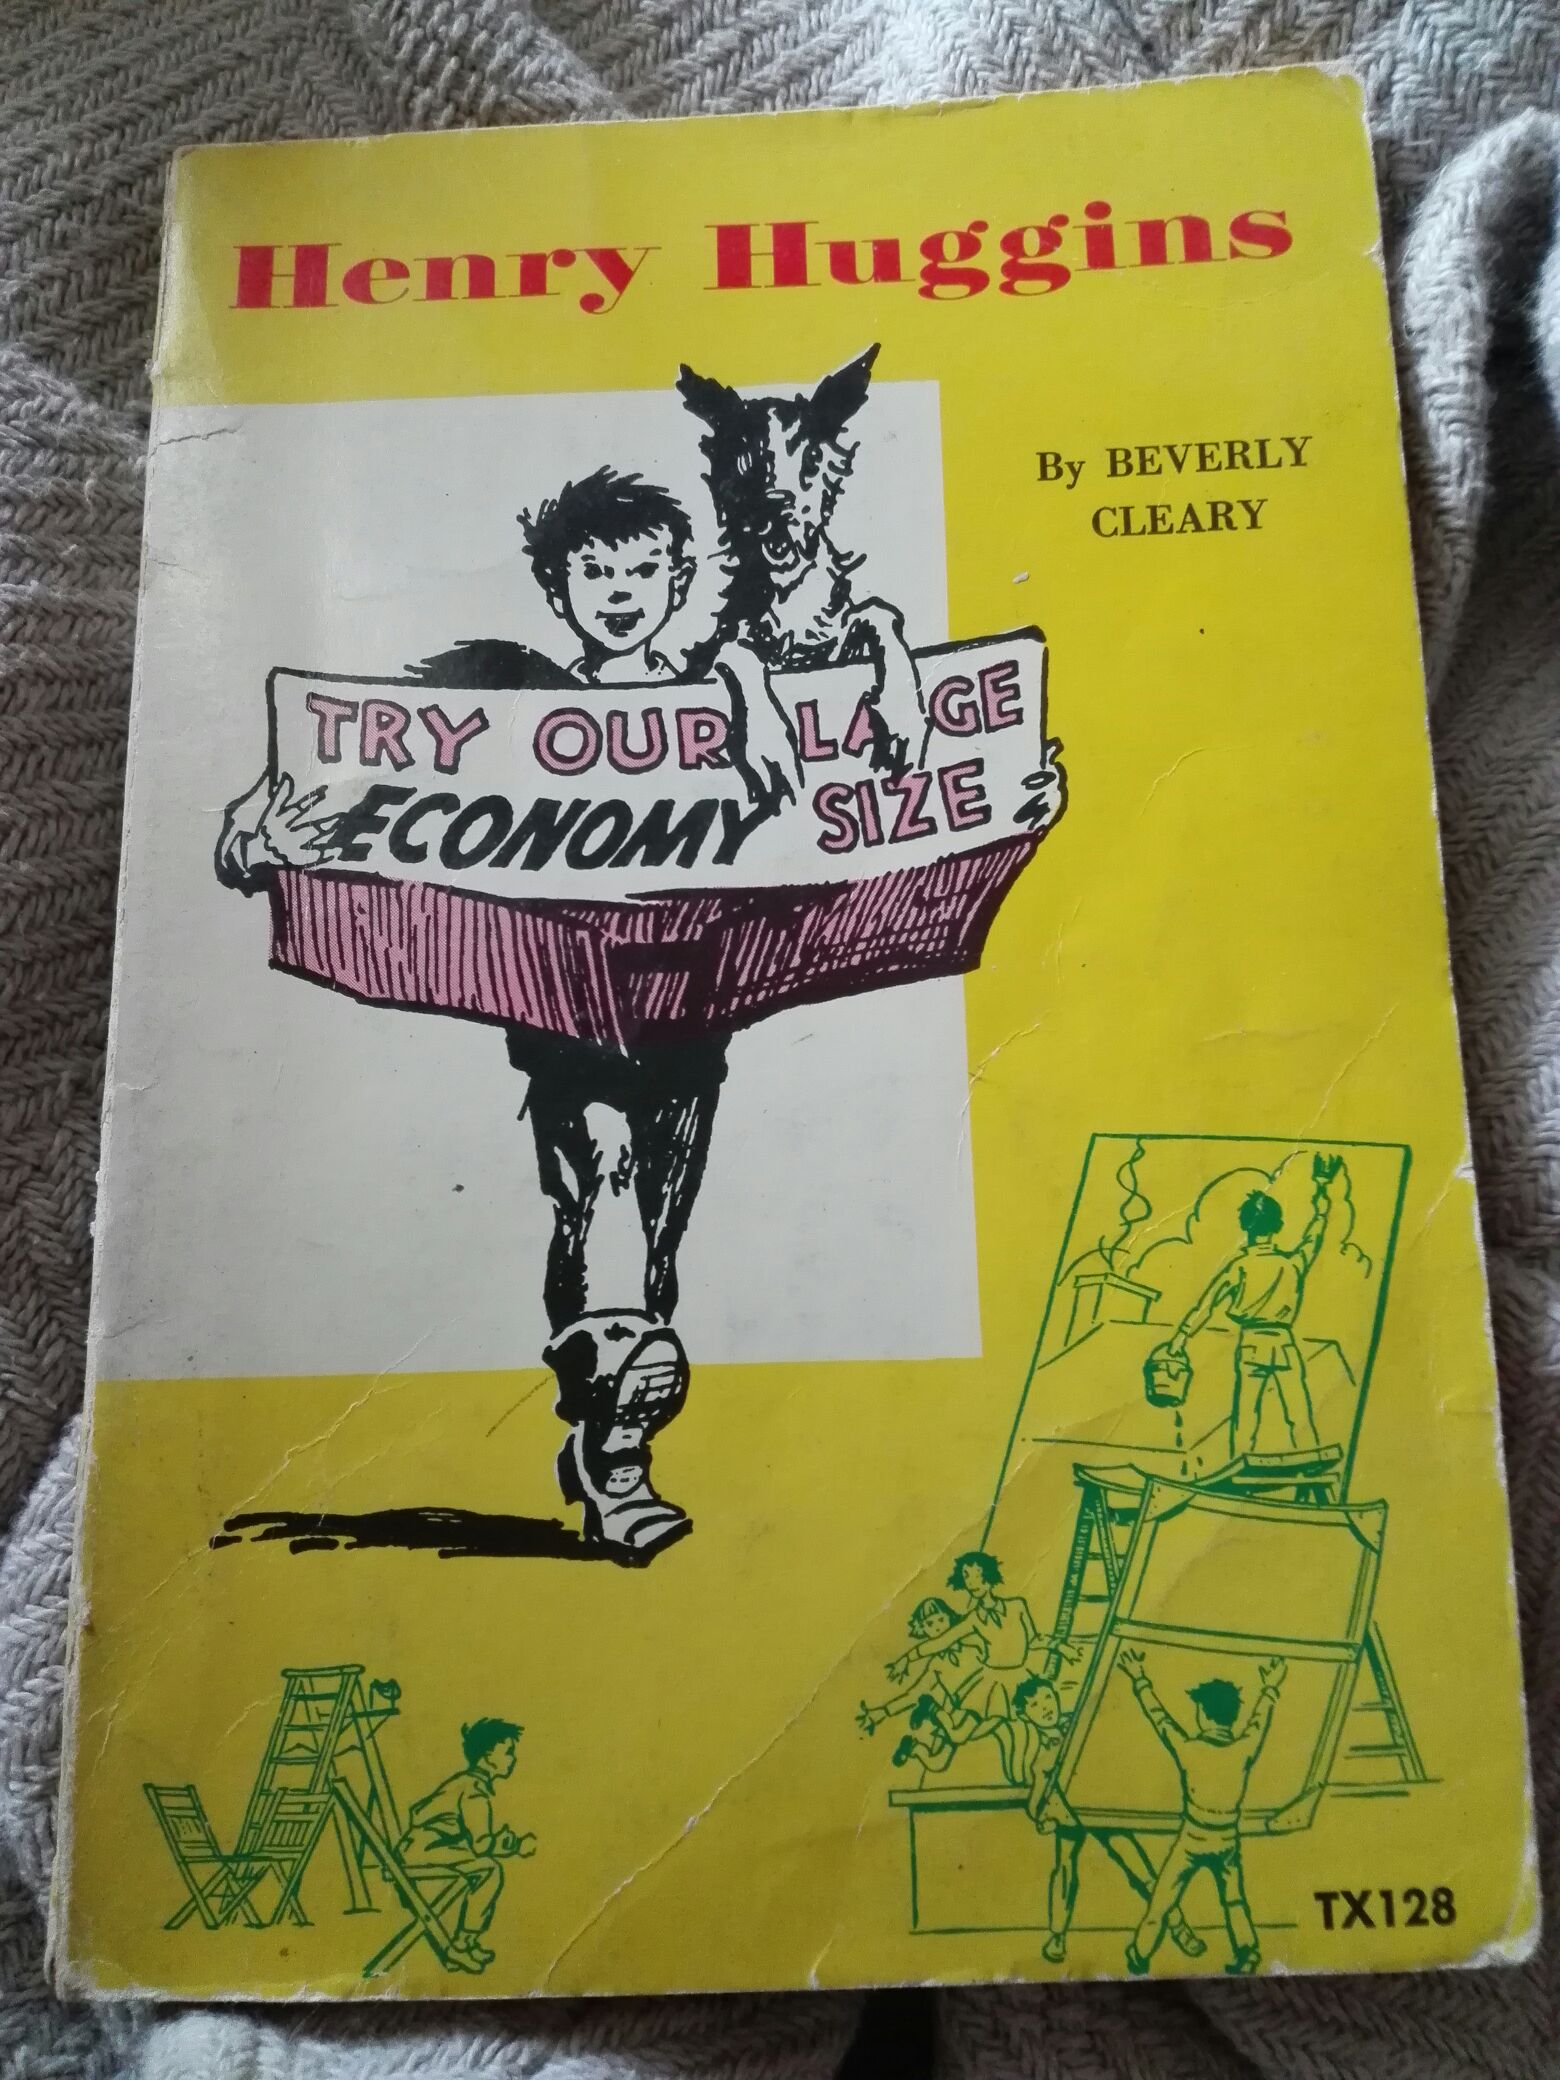 Henry Huggins
By BEVERLY
CLEARY
TRY OUR LA GE
ECONOMY SIZE
TX128